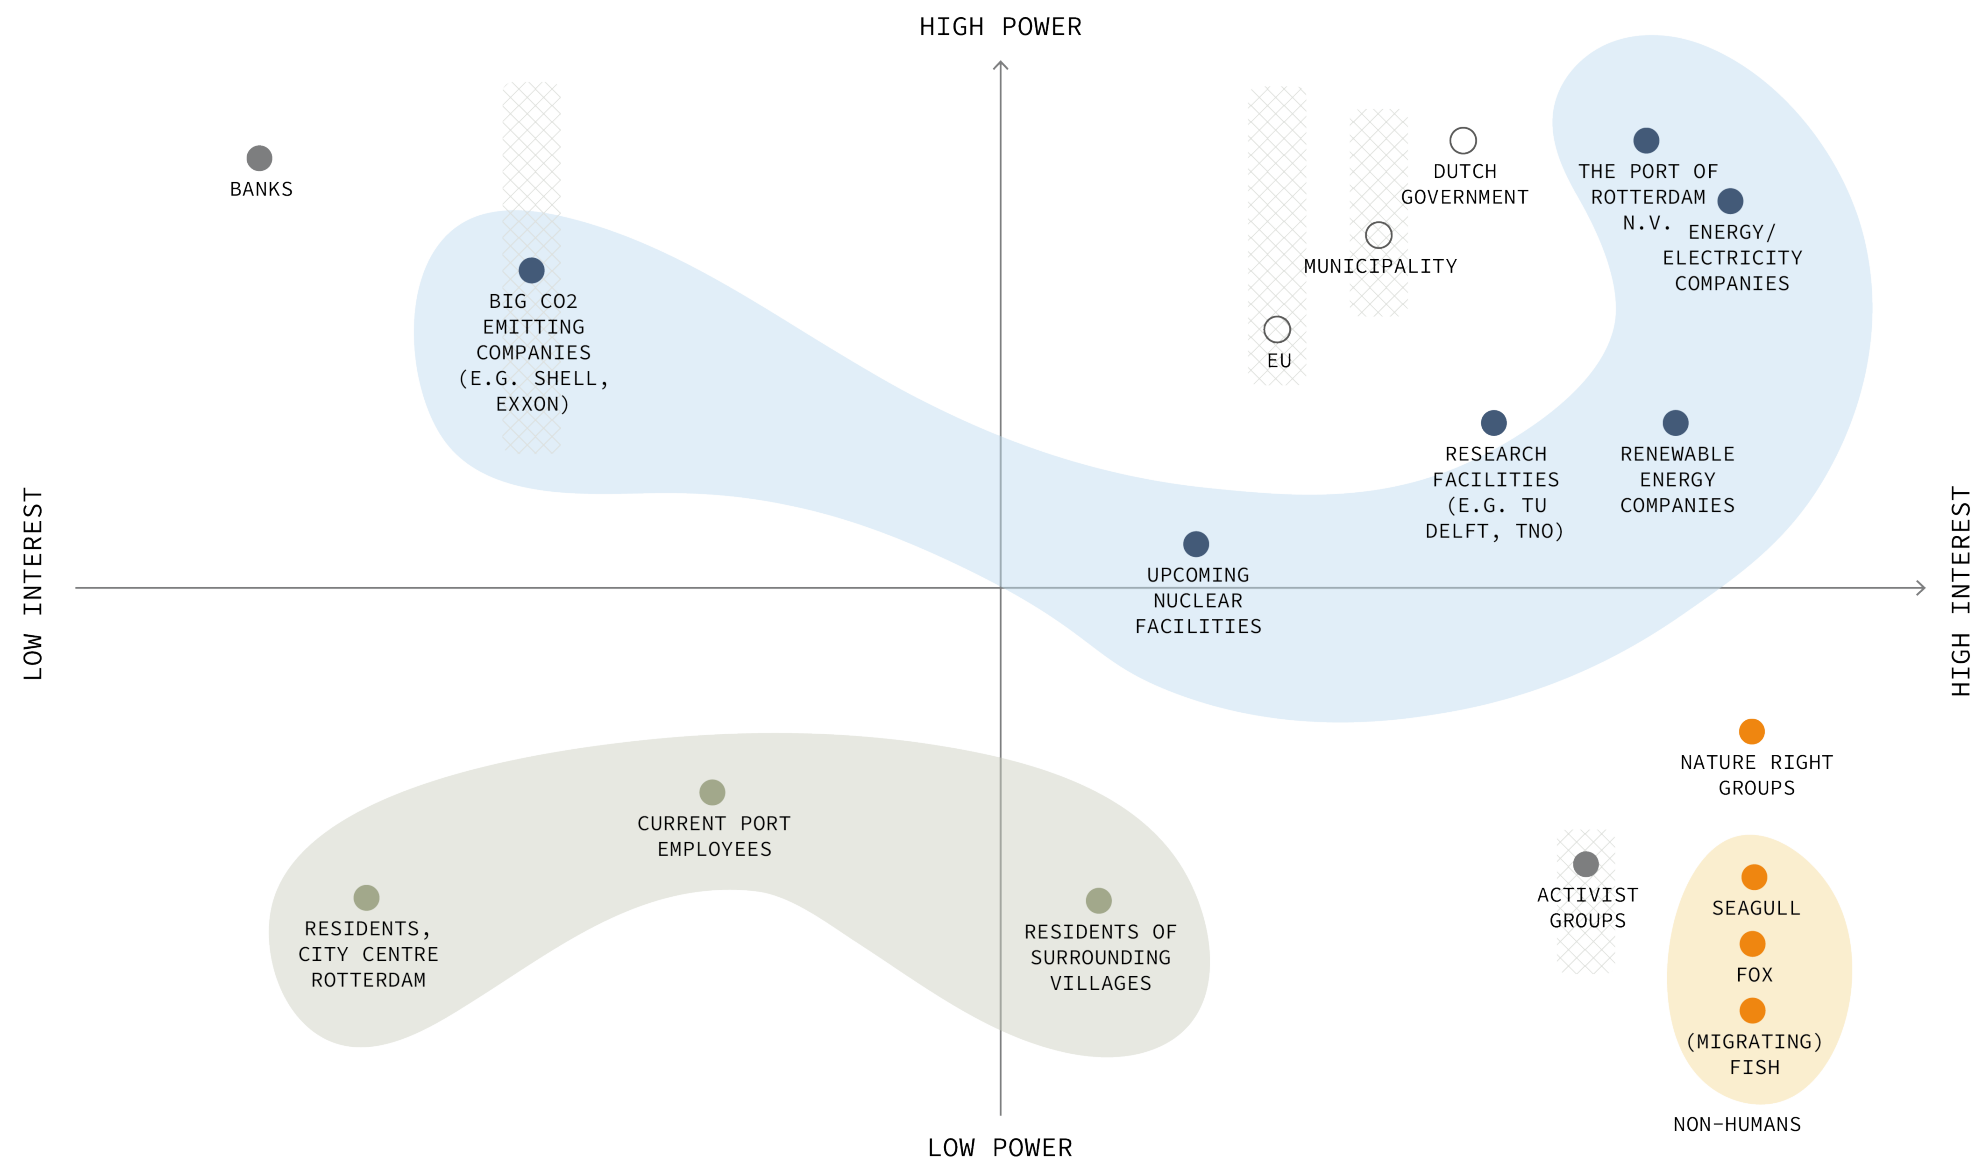 HIGH POWER
BANKS
BIG CO2
EMITTING
COMPANIES
(E.G. SHELL,
EXXON)
DUTCH
GOVERNMENT
MUNICIPALITY
EU
THE PORT OF
ROTTERDAM
N.V.
ENERGY/
ELECTRICITY
COMPANIES
RESEARCH
FACILITIES
(E.G. TU
DELFT, TNO)
RENEWABLE
ENERGY
COMPANIES
UPCOMING
NUCLEAR
FACILITIES
LOW INTEREST
HIGH INTEREST
NATURE RIGHT
GROUPS
CURRENT PORT
EMPLOYEES
RESIDENTS,
CITY CENTRE
ROTTERDAM
RESIDENTS OF
SURROUNDING
VILLAGES
ACTIVIST
GROUPS
SEAGULL
FOX
(MIGRATING)
FISH
NON-HUMANS
LOW POWER